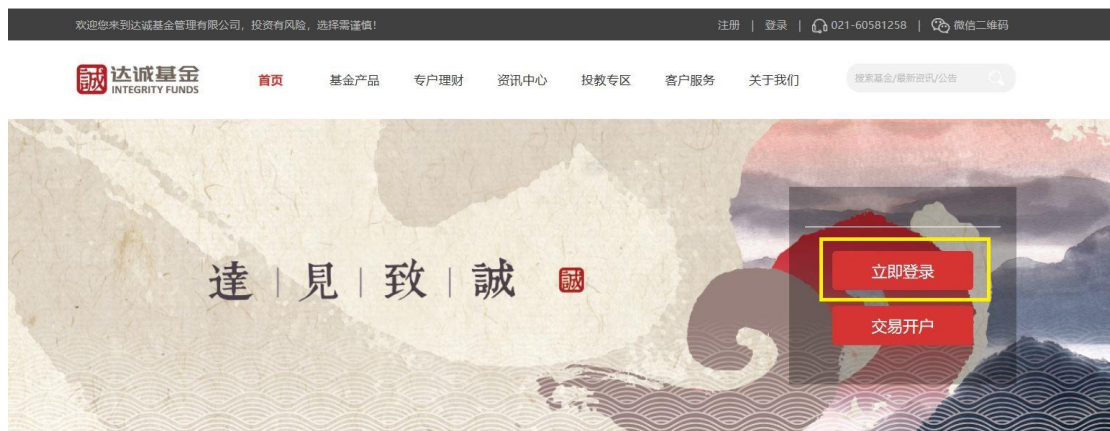 欢迎您来到达诚基金管理有限公司，投资有风险，选择需谨慎！
注册 | 登录 | 021-60581258 | 微信二维码
誠 达诚基金
INTEGRITY FUNDS
首页 基金产品 专户理财 资讯中心 投教专区 客户服务 关于我们
搜索基金/最新资讯/公告
達 | 見 | 致 | 誠 誠
立即登录
交易开户